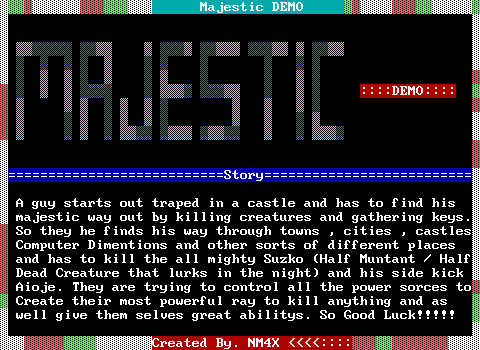 Majestic DEMO
MAJESTIC
::::DEMO::::
===========================Story===========================
A guy starts out traped in a castle and has to find his
majestic way out by killing creatures and gathering keys.
So they he finds his way through towns , cities , castles
Computer Dimentions and other sorts of different places
and has to kill the all mighty Suzko (Half Muntant / Half
Dead Creature that lurks in the night) and his side kick
Aioje. They are trying to control all the power sorces to
Create their most powerful ray to kill anything and as
well give them selves great abilitys. So Good Luck!!!!!
Created By. NM4X <<<<::::